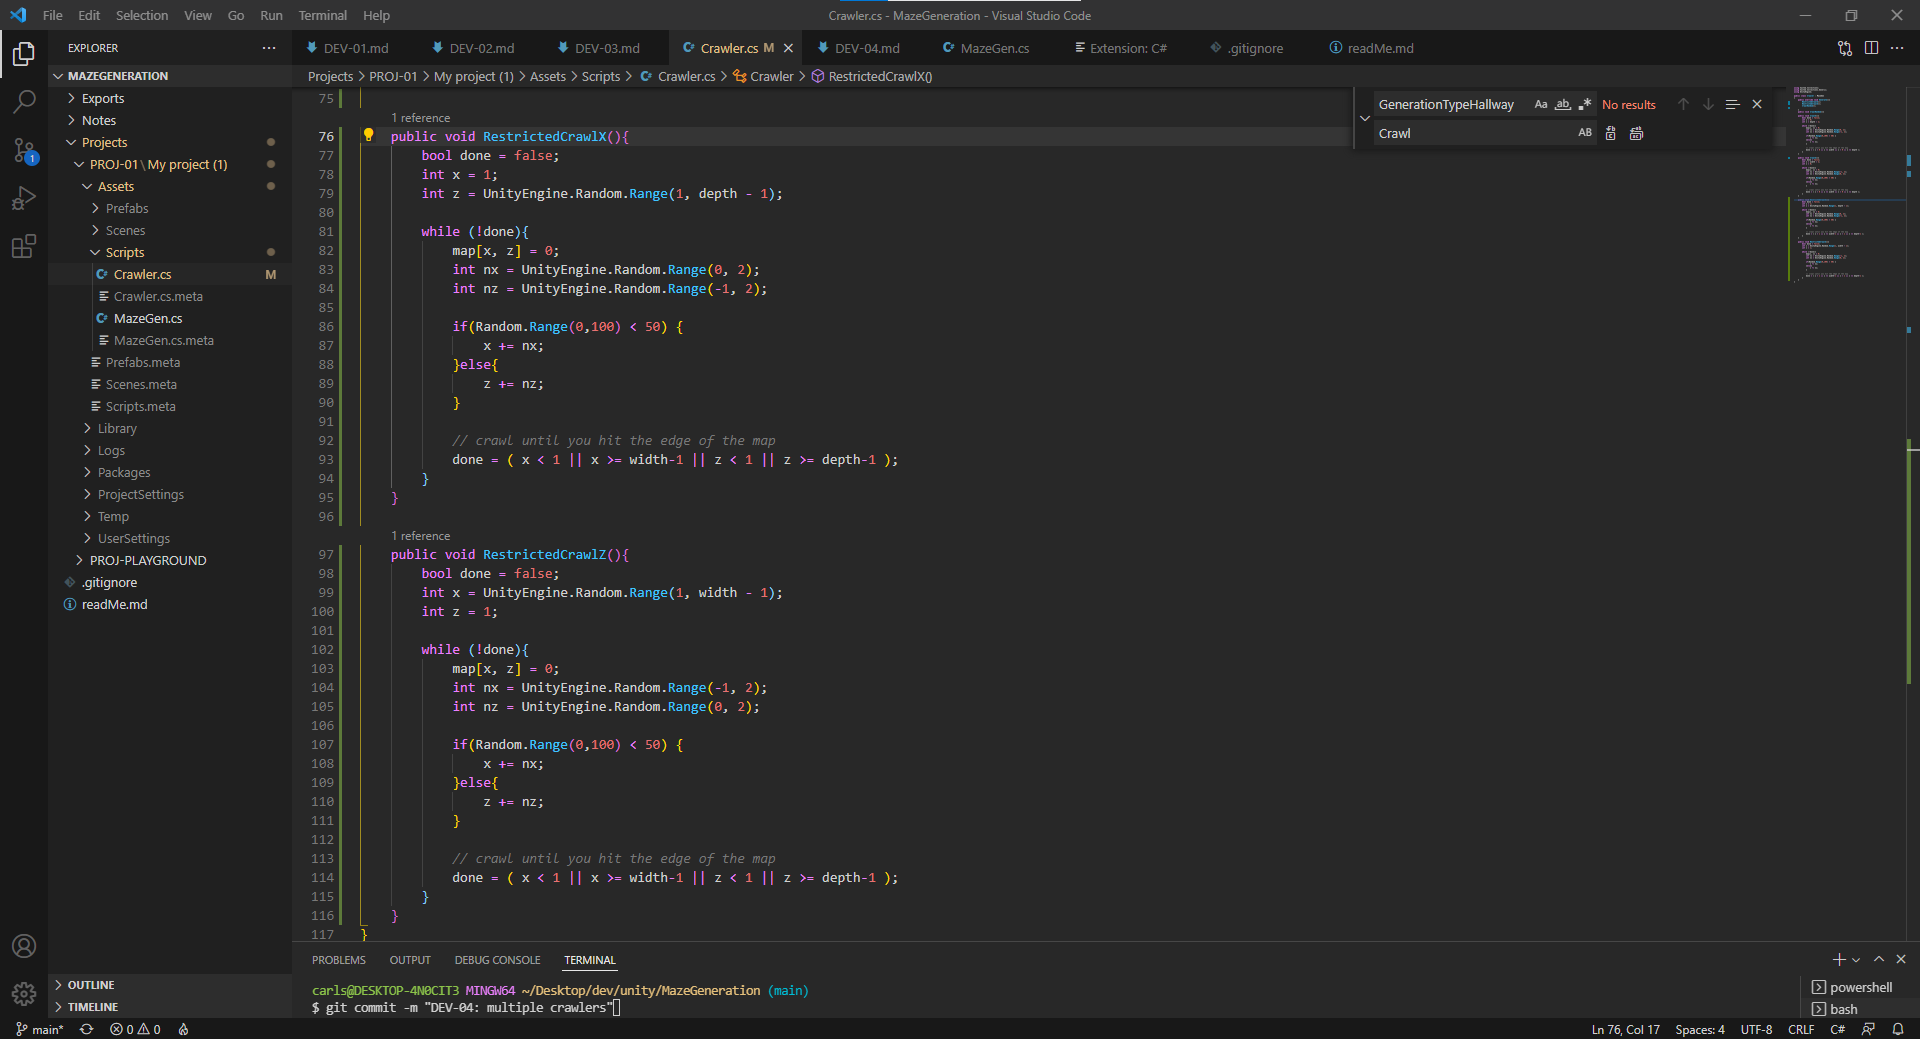 File Edit Selection View Go Run Terminal Help
Crawler.cs - MazeGeneration - Visual Studio Code
EXPLORER
MAZEGENERATION
Exports
Notes
Projects
PROJ-01 \ My project (1)
Assets
Prefabs
Scenes
Scripts
Crawler.cs M
Crawler.cs.meta
MazeGen.cs
MazeGen.cs.meta
Prefabs.meta
Scenes.meta
Scripts.meta
Library
Logs
Packages
ProjectSettings
Temp
UserSettings
PROJ-PLAYGROUND
.gitignore
readMe.md
OUTLINE
TIMELINE
DEV-01.md DEV-02.md DEV-03.md Crawler.cs M DEV-04.md MazeGen.cs Extension: C# .gitignore readMe.md
Projects > PROJ-01 > My project (1) > Assets > Scripts > Crawler.cs > Crawler > RestrictedCrawlX()
GenerationTypeHallway Aa ab .* No results
Crawl AB
75
1 reference
76 public void RestrictedCrawlX(){
77 bool done = false;
78 int x = 1;
79 int z = UnityEngine.Random.Range(1, depth - 1);
80
81 while (!done){
82 map[x, z] = 0;
83 int nx = UnityEngine.Random.Range(0, 2);
84 int nz = UnityEngine.Random.Range(-1, 2);
85
86 if(Random.Range(0,100) < 50) {
87 x += nx;
88 }else{
89 z += nz;
90 }
91
92 // crawl until you hit the edge of the map
93 done = ( x < 1 || x >= width-1 || z < 1 || z >= depth-1 );
94 }
95 }
96
1 reference
97 public void RestrictedCrawlZ(){
98 bool done = false;
99 int x = UnityEngine.Random.Range(1, width - 1);
100 int z = 1;
101
102 while (!done){
103 map[x, z] = 0;
104 int nx = UnityEngine.Random.Range(-1, 2);
105 int nz = UnityEngine.Random.Range(0, 2);
106
107 if(Random.Range(0,100) < 50) {
108 x += nx;
109 }else{
110 z += nz;
111 }
112
113 // crawl until you hit the edge of the map
114 done = ( x < 1 || x >= width-1 || z < 1 || z >= depth-1 );
115 }
116 }
117 }
PROBLEMS OUTPUT DEBUG CONSOLE TERMINAL
carls@DESKTOP-4N0CIT3 MINGW64 ~/Desktop/dev/unity/MazeGeneration (main)
$ git commit -m "DEV-04: multiple crawlers"
powershell
bash
1
main* 0 0
Ln 76, Col 17 Spaces: 4 UTF-8 CRLF C#